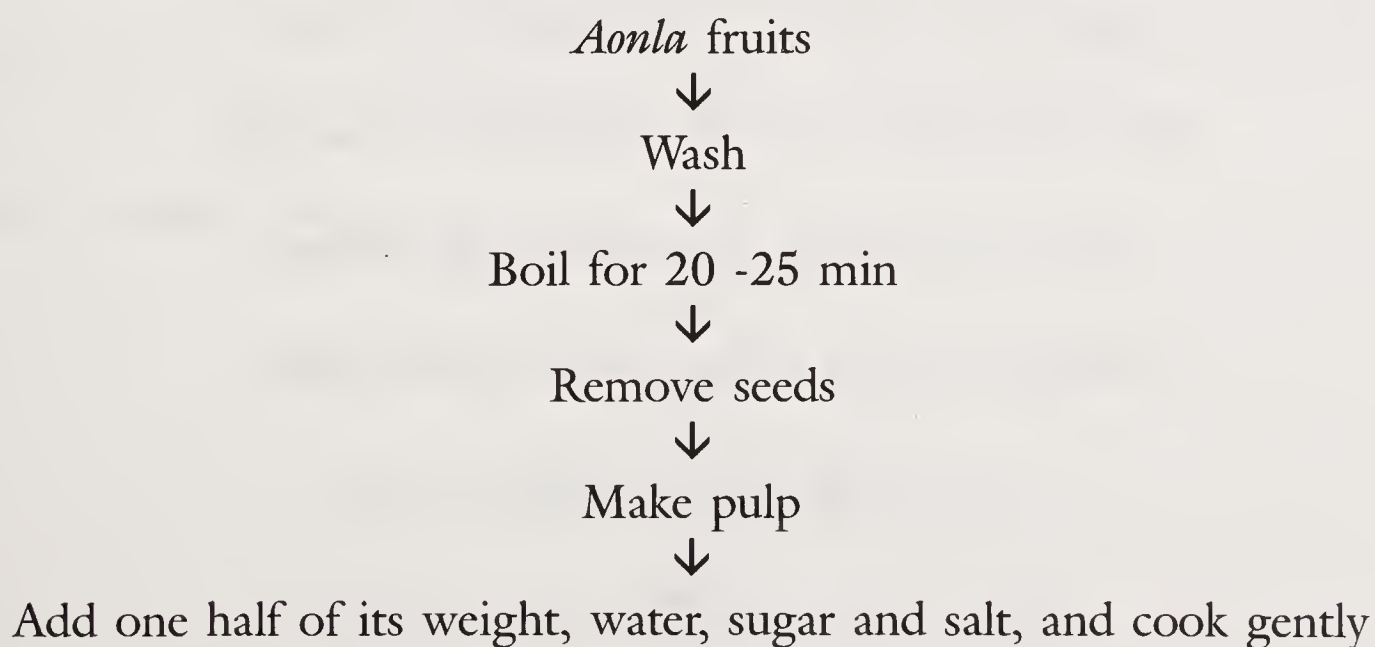 Aonla fruits
↓
Wash
↓
Boil for 20 -25 min
↓
Remove seeds
↓
Make pulp
↓
Add one half of its weight, water, sugar and salt, and cook gently